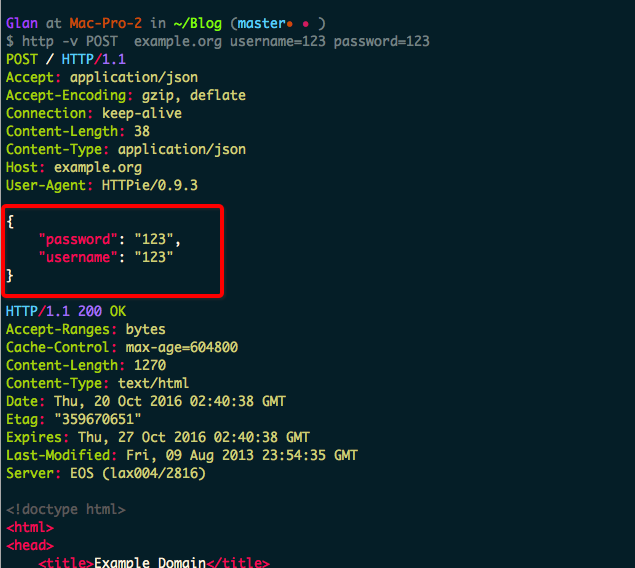 Glan at Mac-Pro-2 in ~/Blog (master• • )
$ http -v POST  example.org username=123 password=123
POST / HTTP/1.1
Accept: application/json
Accept-Encoding: gzip, deflate
Connection: keep-alive
Content-Length: 38
Content-Type: application/json
Host: example.org
User-Agent: HTTPie/0.9.3
{
    "password": "123",
    "username": "123"
}
HTTP/1.1 200 OK
Accept-Ranges: bytes
Cache-Control: max-age=604800
Content-Length: 1270
Content-Type: text/html
Date: Thu, 20 Oct 2016 02:40:38 GMT
Etag: "359670651"
Expires: Thu, 27 Oct 2016 02:40:38 GMT
Last-Modified: Fri, 09 Aug 2013 23:54:35 GMT
Server: EOS (lax004/2816)
<!doctype html>
<html>
<head>
    <title>Example Domain</title>